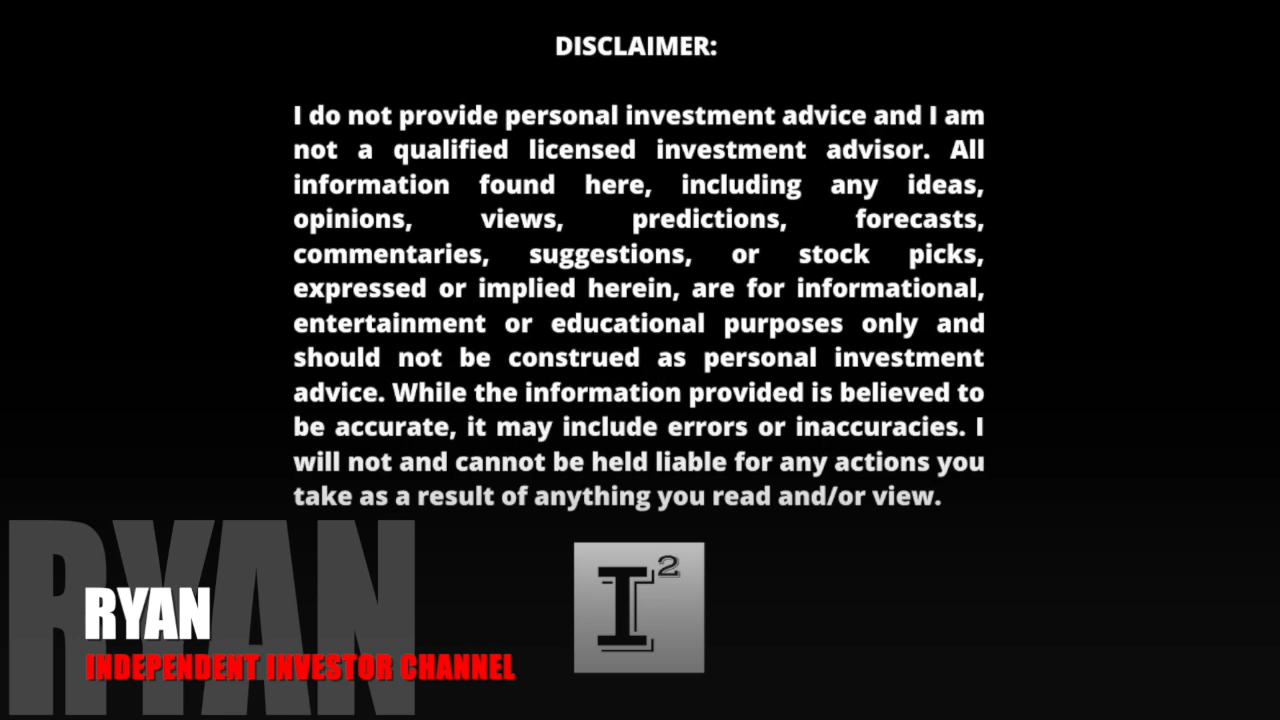 DISCLAIMER:
I do not provide personal investment advice and I am
not a qualified licensed investment advisor. All
information found here, including any ideas,
opinions, views, predictions, forecasts,
commentaries, suggestions, or stock picks,
expressed or implied herein, are for informational,
entertainment or educational purposes only and
should not be construed as personal investment
advice. While the information provided is believed to
be accurate, it may include errors or inaccuracies. I
will not and cannot be held liable for any actions you
take as a result of anything you read and/or view.
RYAN
RYAN
INDEPENDENT INVESTOR CHANNEL
I²